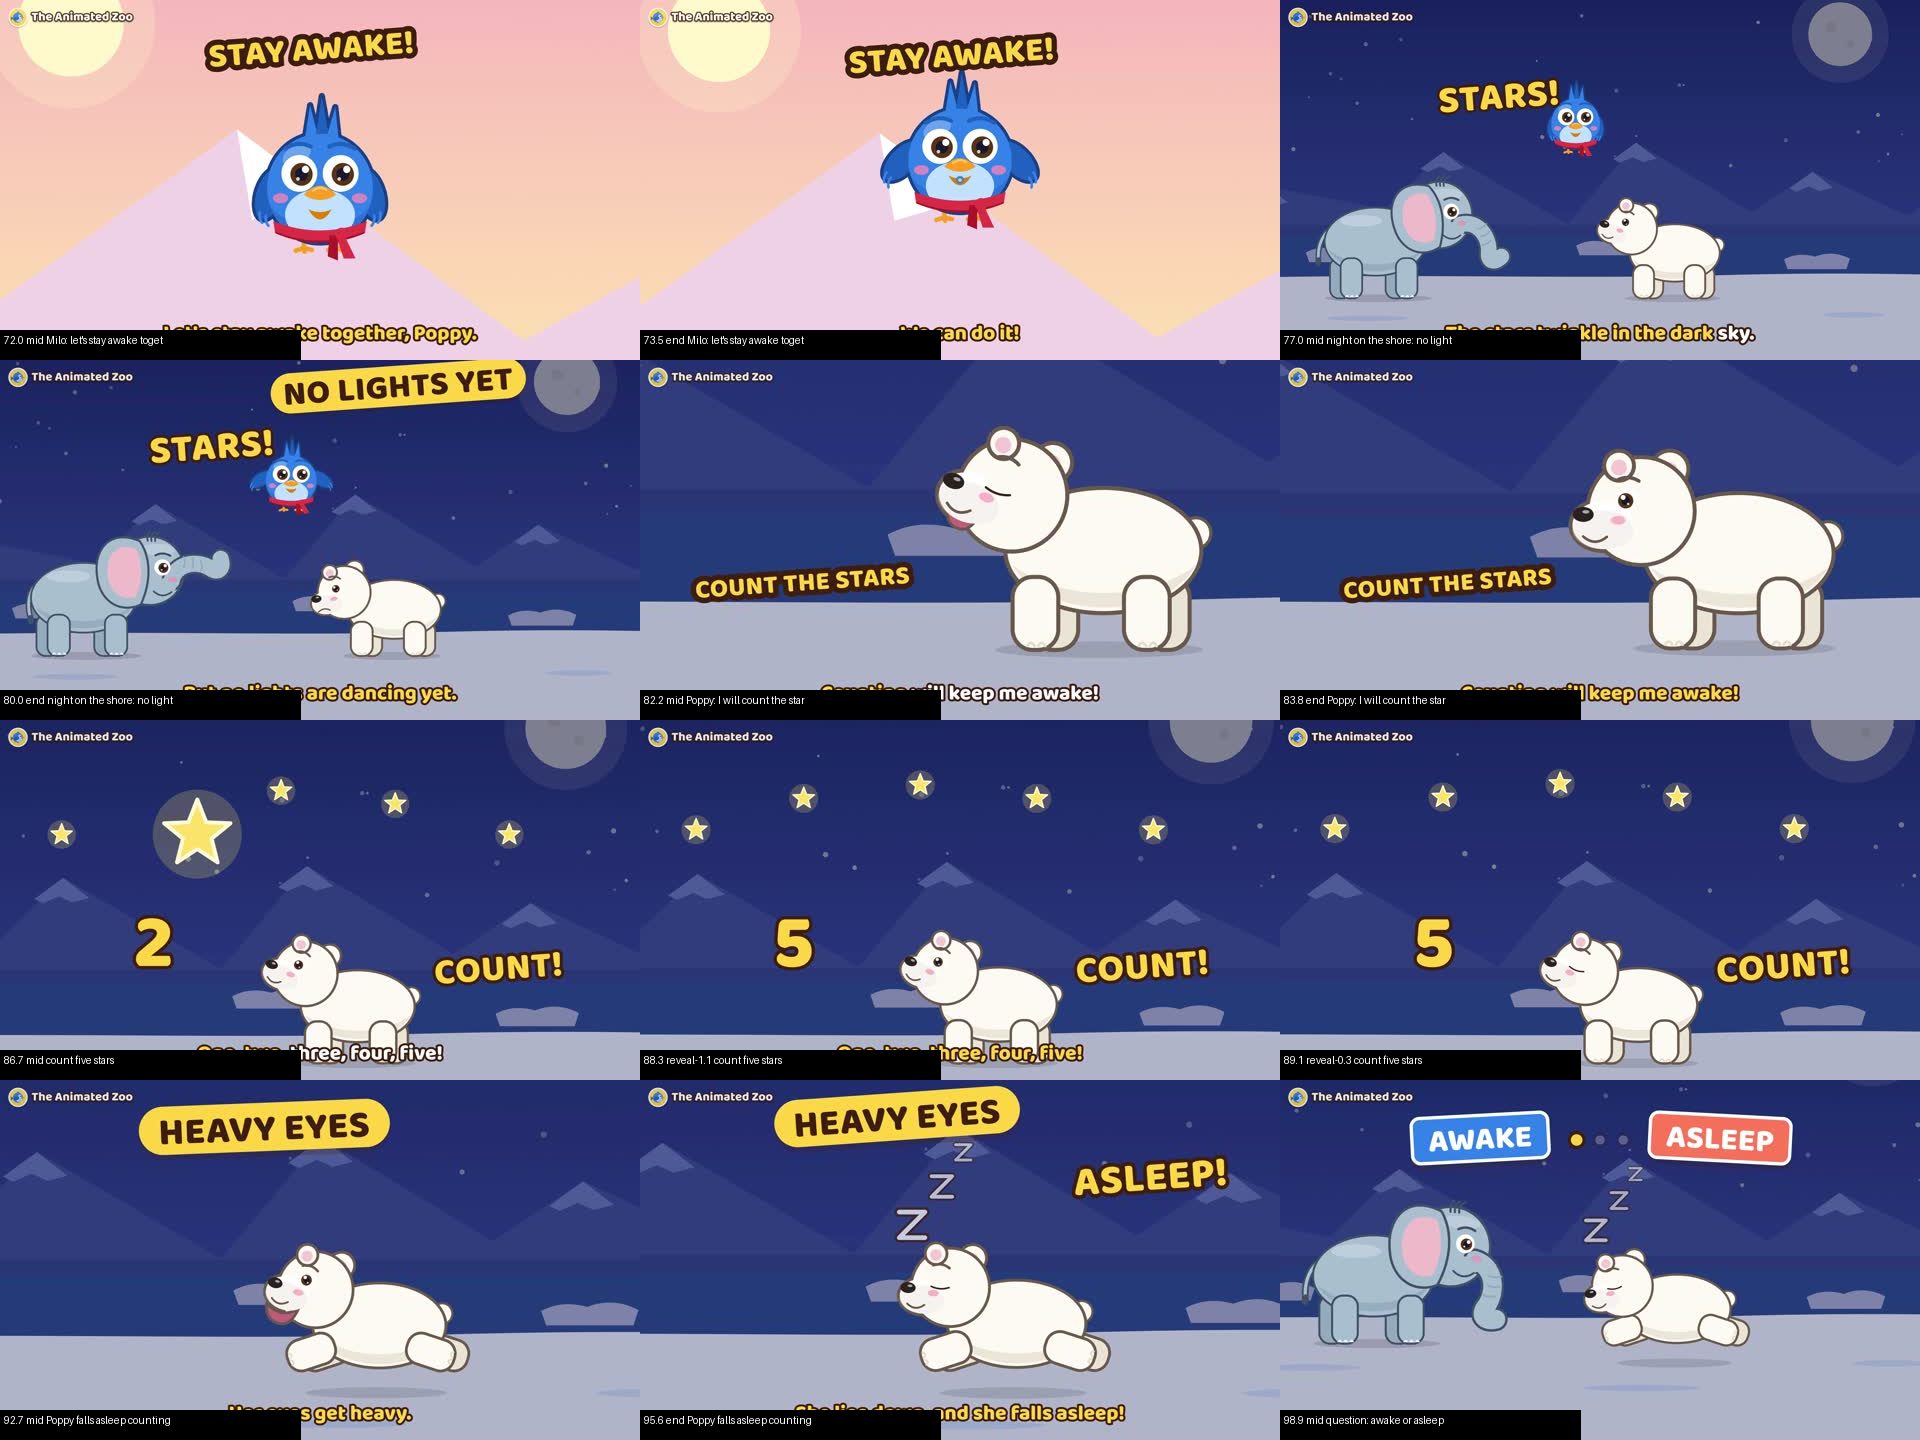 The Animated Zoo
STAY AWAKE!
together, Poppy.
72.0 mid Milo: let's stay awake toget
The Animated Zoo
STAY AWAKE!
can do it!
73.5 end Milo: let's stay awake toget
The Animated Zoo
STARS!
in the dark sky.
77.0 mid night on the shore: no light
The Animated Zoo
NO LIGHTS YET
STARS!
are dancing yet.
80.0 end night on the shore: no light
The Animated Zoo
COUNT THE STARS
keep me awake!
82.2 mid Poppy: I will count the star
The Animated Zoo
COUNT THE STARS
keep me awake!
83.8 end Poppy: I will count the star
The Animated Zoo
2
COUNT!
three, four, five!
86.7 mid count five stars
The Animated Zoo
5
COUNT!
three, four, five!
88.3 reveal-1.1 count five stars
The Animated Zoo
5
COUNT!
89.1 reveal-0.3 count five stars
The Animated Zoo
HEAVY EYES
get heavy.
92.7 mid Poppy falls asleep counting
The Animated Zoo
HEAVY EYES
Z
Z
Z
ASLEEP!
and she falls asleep!
95.6 end Poppy falls asleep counting
The Animated Zoo
AWAKE
ASLEEP
Z
Z
Z
98.9 mid question: awake or asleep